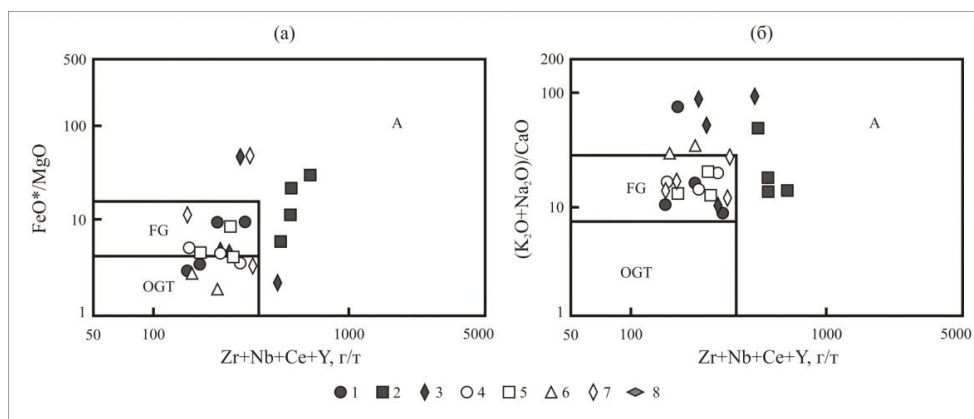 (а)
500
100
10
1
FeO*/MgO
A
FG
OGT
50
100
1000
5000
Zr+Nb+Ce+Y, г/т
(б)
200
100
10
1
(K₂O+Na₂O)/CaO
A
FG
OGT
50
100
1000
5000
Zr+Nb+Ce+Y, г/т
1 2 3 4 5 6 7 8